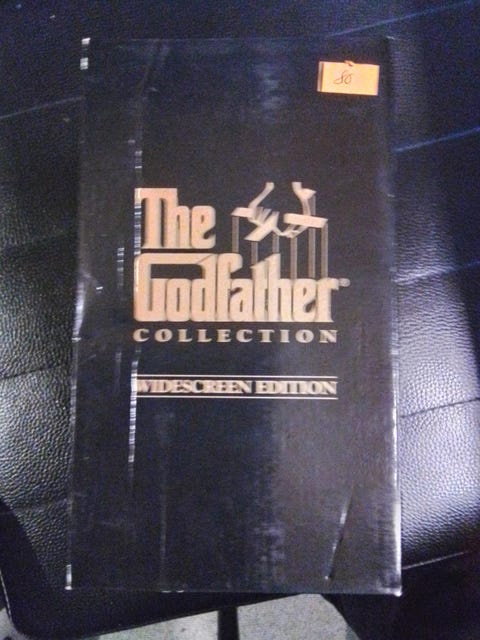 80
The
Godfather®
COLLECTION
WIDESCREEN EDITION